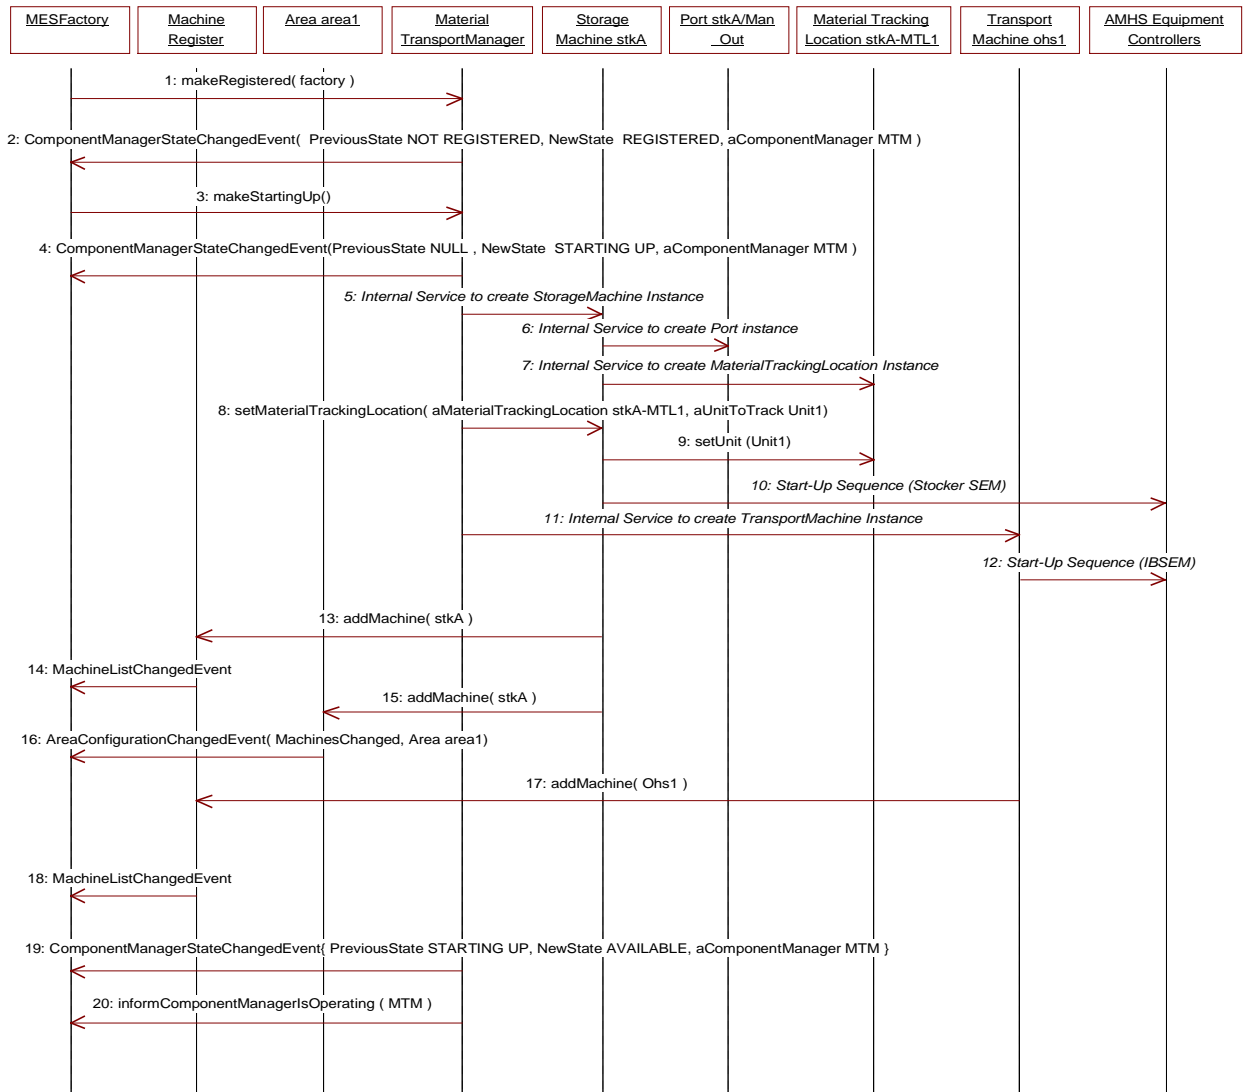 MESFactory
Machine
Register
Area area1
Material
TransportManager
Storage
Machine stkA
Port stkA/Man
_Out
Material Tracking
Location stkA-MTL1
Transport
Machine ohs1
AMHS Equipment
Controllers
1: makeRegistered( factory )
2: ComponentManagerStateChangedEvent(  PreviousState NOT REGISTERED, NewState  REGISTERED, aComponentManager MTM )
3: makeStartingUp()
4: ComponentManagerStateChangedEvent(PreviousState NULL , NewState  STARTING UP, aComponentManager MTM )
5: Internal Service to create StorageMachine Instance
6: Internal Service to create Port instance
7: Internal Service to create MaterialTrackingLocation Instance
8: setMaterialTrackingLocation( aMaterialTrackingLocation stkA-MTL1, aUnitToTrack Unit1)
9: setUnit (Unit1)
10: Start-Up Sequence (Stocker SEM)
11: Internal Service to create TransportMachine Instance
12: Start-Up Sequence (IBSEM)
13: addMachine( stkA )
14: MachineListChangedEvent
15: addMachine( stkA )
16: AreaConfigurationChangedEvent( MachinesChanged, Area area1)
17: addMachine( Ohs1 )
18: MachineListChangedEvent
19: ComponentManagerStateChangedEvent{ PreviousState STARTING UP, NewState AVAILABLE, aComponentManager MTM }
20: informComponentManagerIsOperating ( MTM )